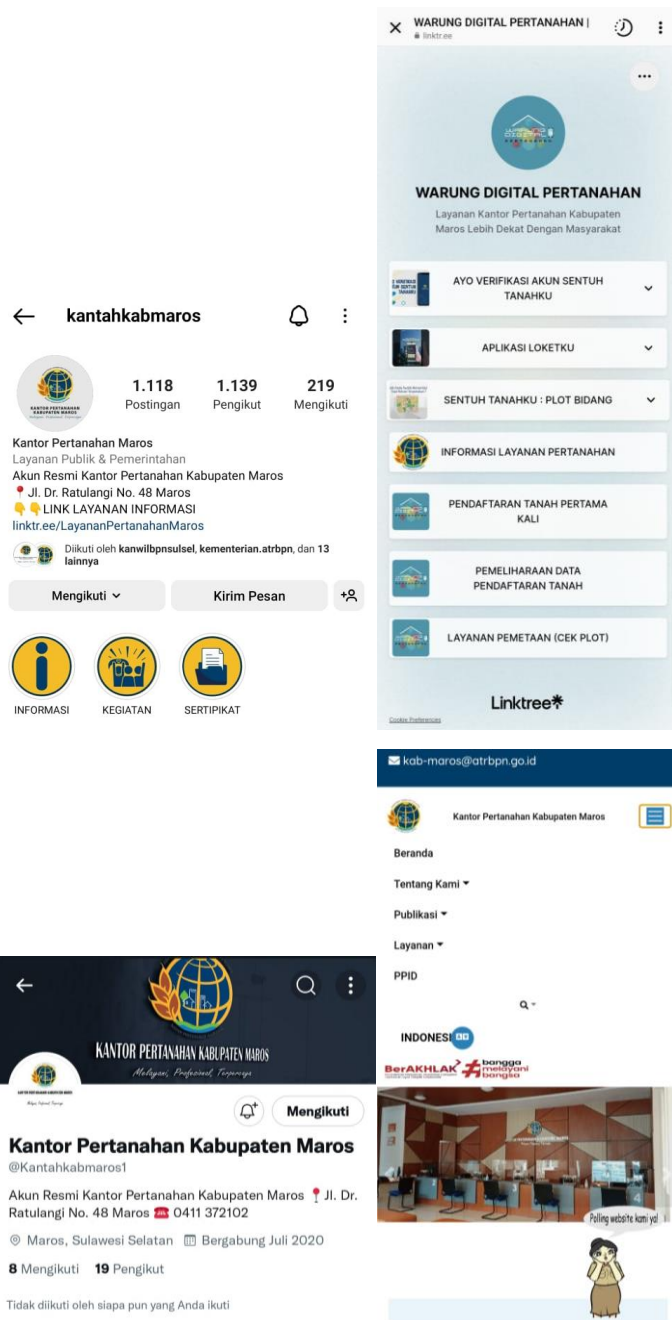 kantahkabmaros
KANTOR PERTANAHAN
KABUPATEN MAROS
1.118
Postingan
1.139
Pengikut
219
Mengikuti
Kantor Pertanahan Maros
Layanan Publik & Pemerintahan
Akun Resmi Kantor Pertanahan Kabupaten Maros
📍 Jl. Dr. Ratulangi No. 48 Maros
👇👇LINK LAYANAN INFORMASI
linktr.ee/LayananPertanahanMaros
Diikuti oleh kanwilbpnsulsel, kementerian.atrbpn, dan 13
lainnya
Mengikuti
Kirim Pesan
INFORMASI
KEGIATAN
SERTIPIKAT
WARUNG DIGITAL PERTANAHAN |
linktr.ee
WARUNG
DIGITAL
PERTANAHAN
WARUNG DIGITAL PERTANAHAN
Layanan Kantor Pertanahan Kabupaten
Maros Lebih Dekat Dengan Masyarakat
AYO VERIFIKASI AKUN SENTUH
TANAHKU
APLIKASI LOKETKU
SENTUH TANAHKU : PLOT BIDANG
INFORMASI LAYANAN PERTANAHAN
PENDAFTARAN TANAH PERTAMA
KALI
PEMELIHARAAN DATA
PENDAFTARAN TANAH
LAYANAN PEMETAAN (CEK PLOT)
Linktree
Cookie Preferences
KANTOR PERTANAHAN KABUPATEN MAROS
Melayani, Profesional, Terpercaya
Mengikuti
Kantor Pertanahan Kabupaten Maros
@Kantahkabmaros1
Akun Resmi Kantor Pertanahan Kabupaten Maros 📍 Jl. Dr.
Ratulangi No. 48 Maros ☎️ 0411 372102
Maros, Sulawesi Selatan Bergabung Juli 2020
8 Mengikuti 19 Pengikut
Tidak diikuti oleh siapa pun yang Anda ikuti
kab-maros@atrbpn.go.id
Kantor Pertanahan Kabupaten Maros
Beranda
Tentang Kami
Publikasi
Layanan
PPID
INDONESI
BerAKHLAK
bangga
melayani
bangsa
4
Polling website kami ya!